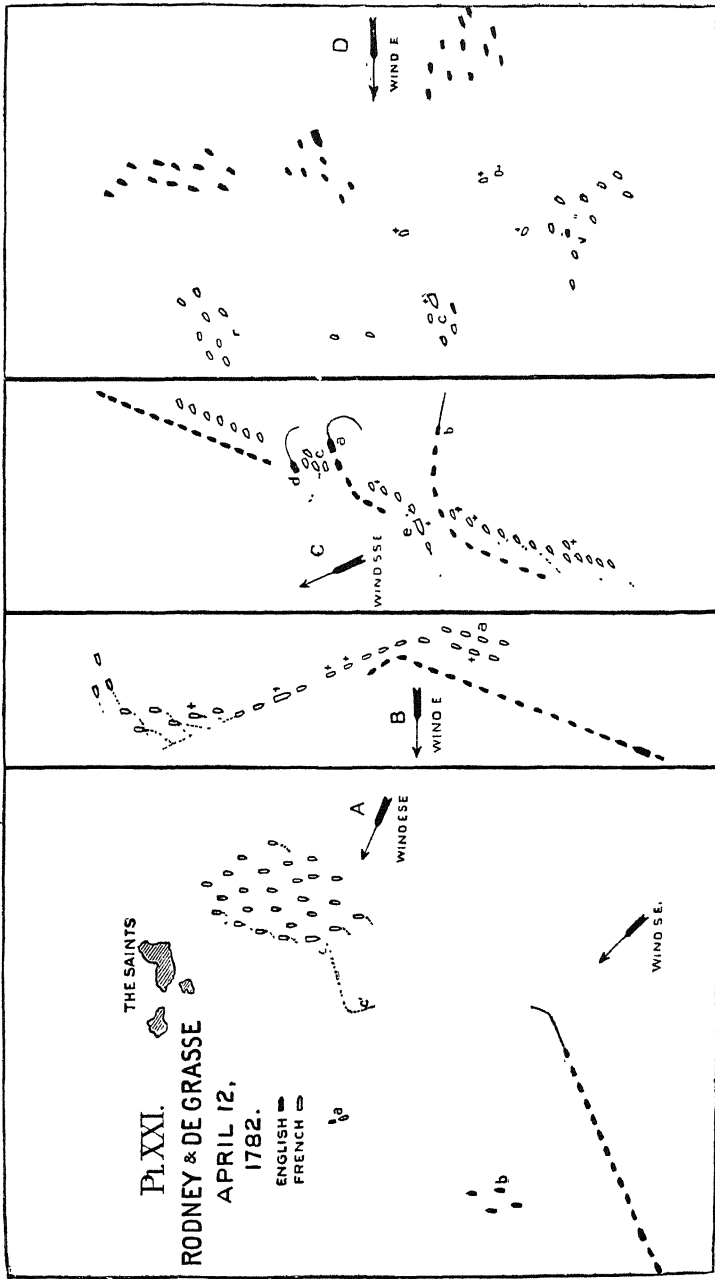 Pl. XXI.
RODNEY & DE GRASSE
APRIL 12,
1782.
ENGLISH
FRENCH
THE SAINTS
a
b
c
c'
A
WIND ESE
WIND S.E.
B
WIND E
a
C
WIND SSE
a
b
c
d
e
D
WIND E
r
c
v